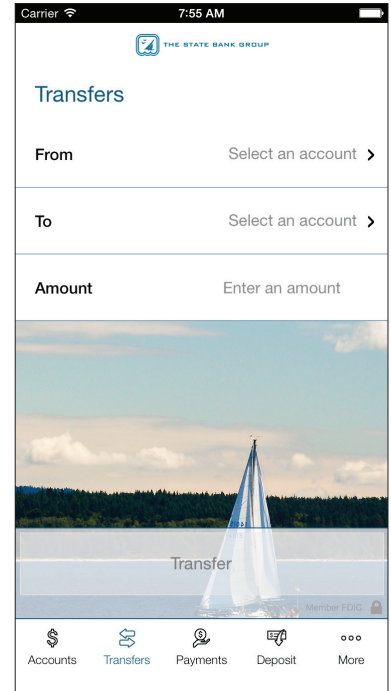 Carrier 7:55 AM
THE STATE BANK GROUP
Transfers
From Select an account
To Select an account
Amount Enter an amount
Transfer
Member FDIC
Accounts Transfers Payments Deposit More